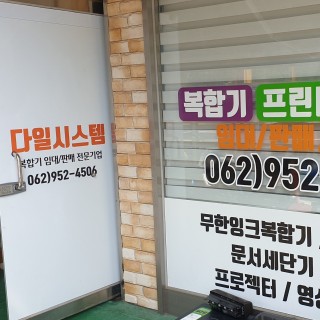 다일시스템
복합기 임대/판매 전문기업
062)952-4506
복합기 프린
임대/판매
062)952
무한잉크복합기 /
문서세단기
프로젝터 / 영상